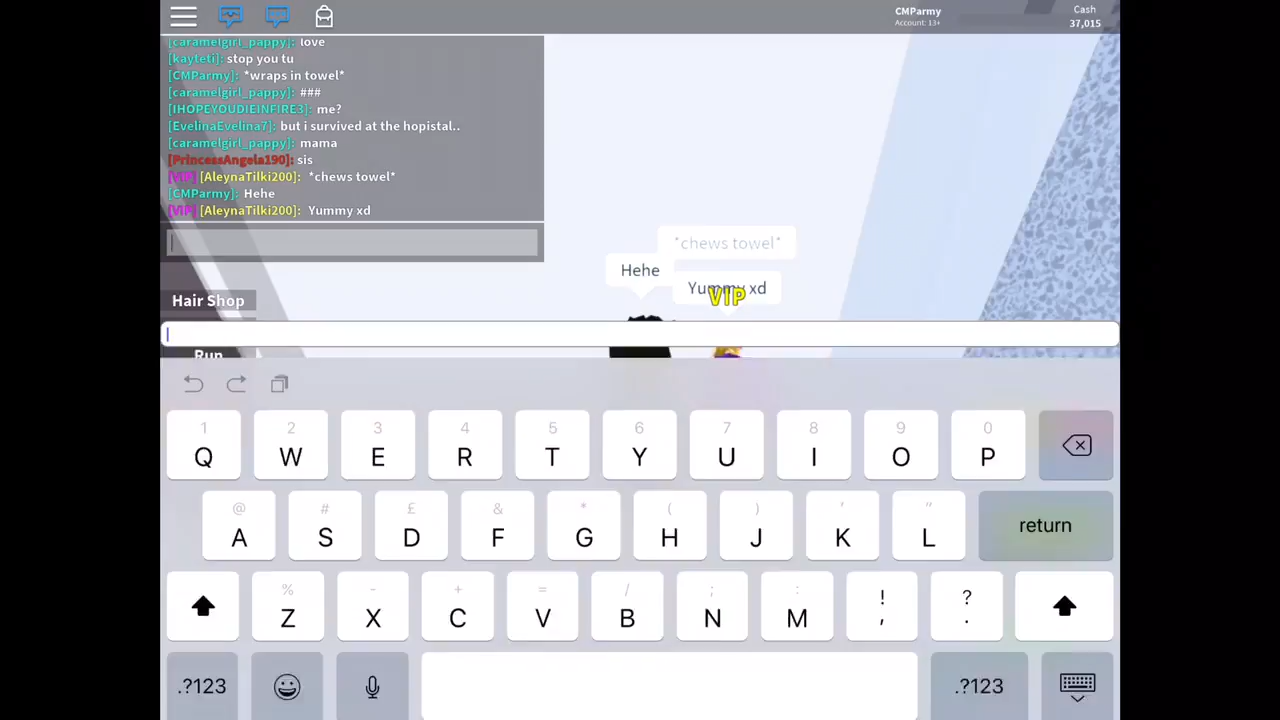 CMParmy
Account: 13+
Cash
37,015
[caramelgirl_pappy]: love
[kayteti]: stop you tu
[CMParmy]: *wraps in towel*
[caramelgirl_pappy]: ###
[IHOPEYOUDIEINFIRE3]: me?
[EvelinaEvelina7]: but i survived at the hopistal..
[caramelgirl_pappy]: mama
[PrincessAngela190]: sis
[VIP] [AleynaTilki200]: *chews towel*
[CMParmy]: Hehe
[VIP] [AleynaTilki200]: Yummy xd
*chews towel*
Hehe
Yummy xd
VIP
Hair Shop
Run
1 2 3 4 5 6 7 8 9 0
Q W E R T Y U I O P
@ # £ & * ( ) ' "
A S D F G H J K L return
% - + = / ; : ! ?
Z X C V B N M , .
.?123 .?123